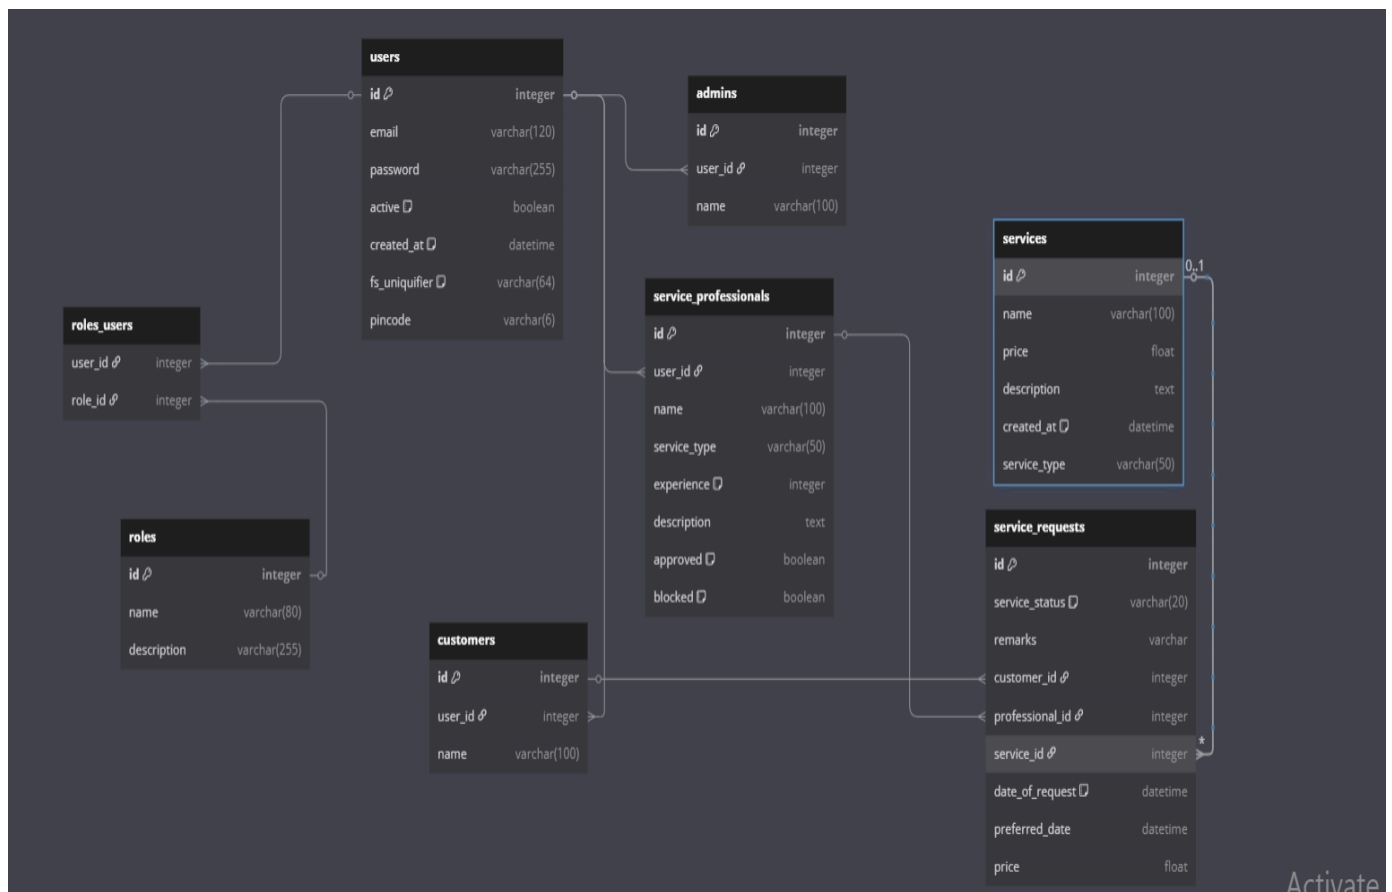 users
id integer
email varchar(120)
password varchar(255)
active boolean
created_at datetime
fs_uniquifier varchar(64)
pincode varchar(6)
admins
id integer
user_id integer
name varchar(100)
services
id integer
name varchar(100)
price float
description text
created_at datetime
service_type varchar(50)
0..1
service_professionals
id integer
user_id integer
name varchar(100)
service_type varchar(50)
experience integer
description text
approved boolean
blocked boolean
roles_users
user_id integer
role_id integer
roles
id integer
name varchar(80)
description varchar(255)
customers
id integer
user_id integer
name varchar(100)
service_requests
id integer
service_status varchar(20)
remarks varchar
customer_id integer
professional_id integer
service_id integer
*
date_of_request datetime
preferred_date datetime
price float
Activate